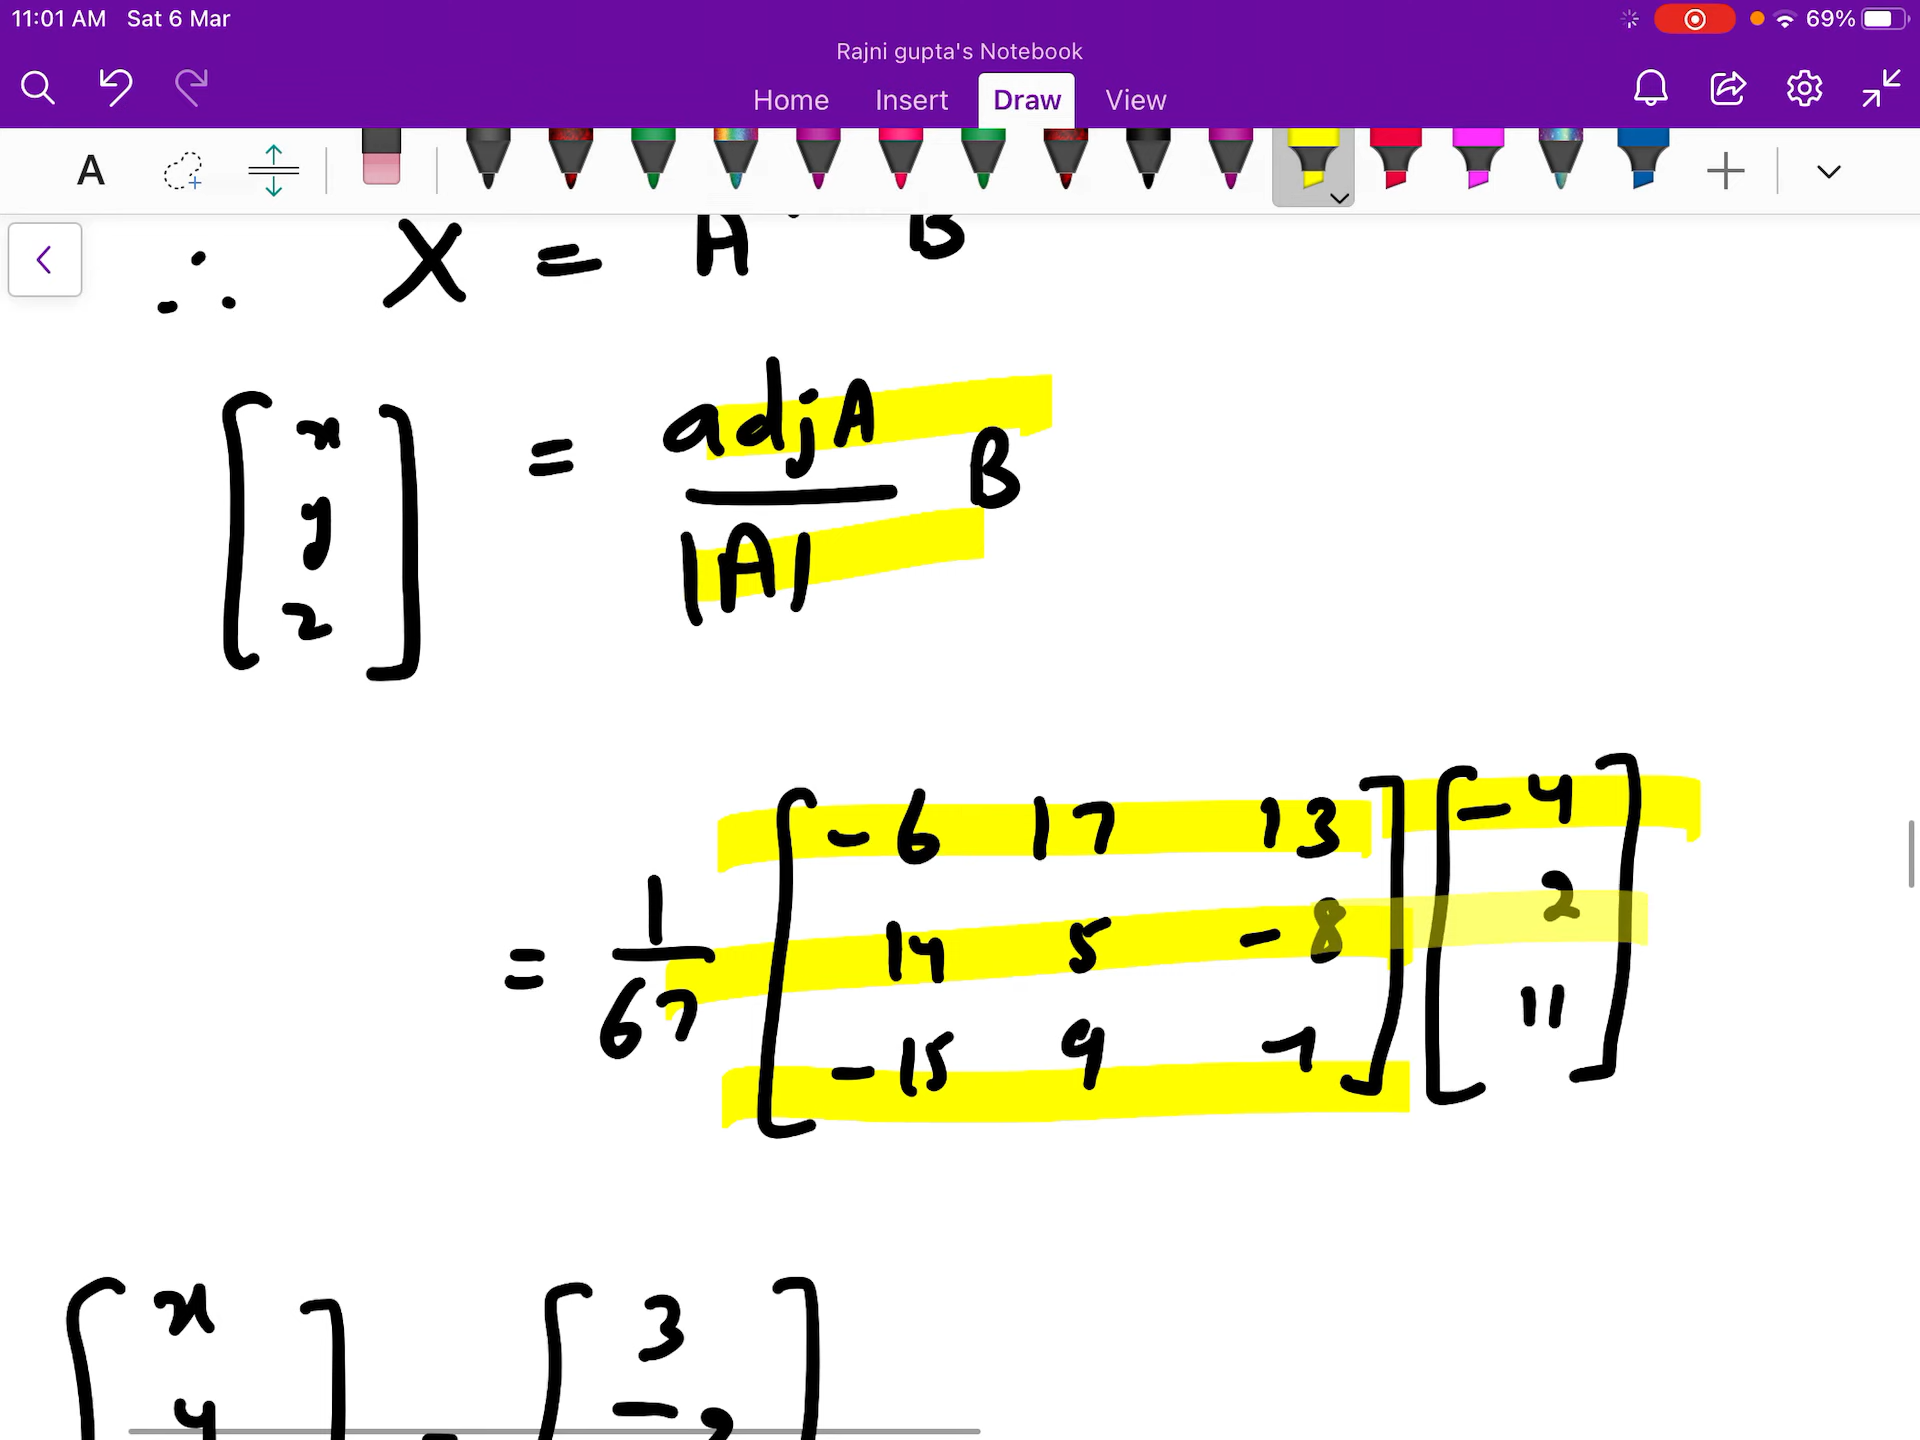 11:01 AM Sat 6 Mar 69%
Rajni gupta's Notebook
Home Insert Draw View
A
∴ X = A B
[ x y z ] = adjA / |A| B
= 1/67 [ -6 17 13
14 5 -8
-15 9 -1 ] [ -4
2
11 ]
[ x = [ 3
y - 2